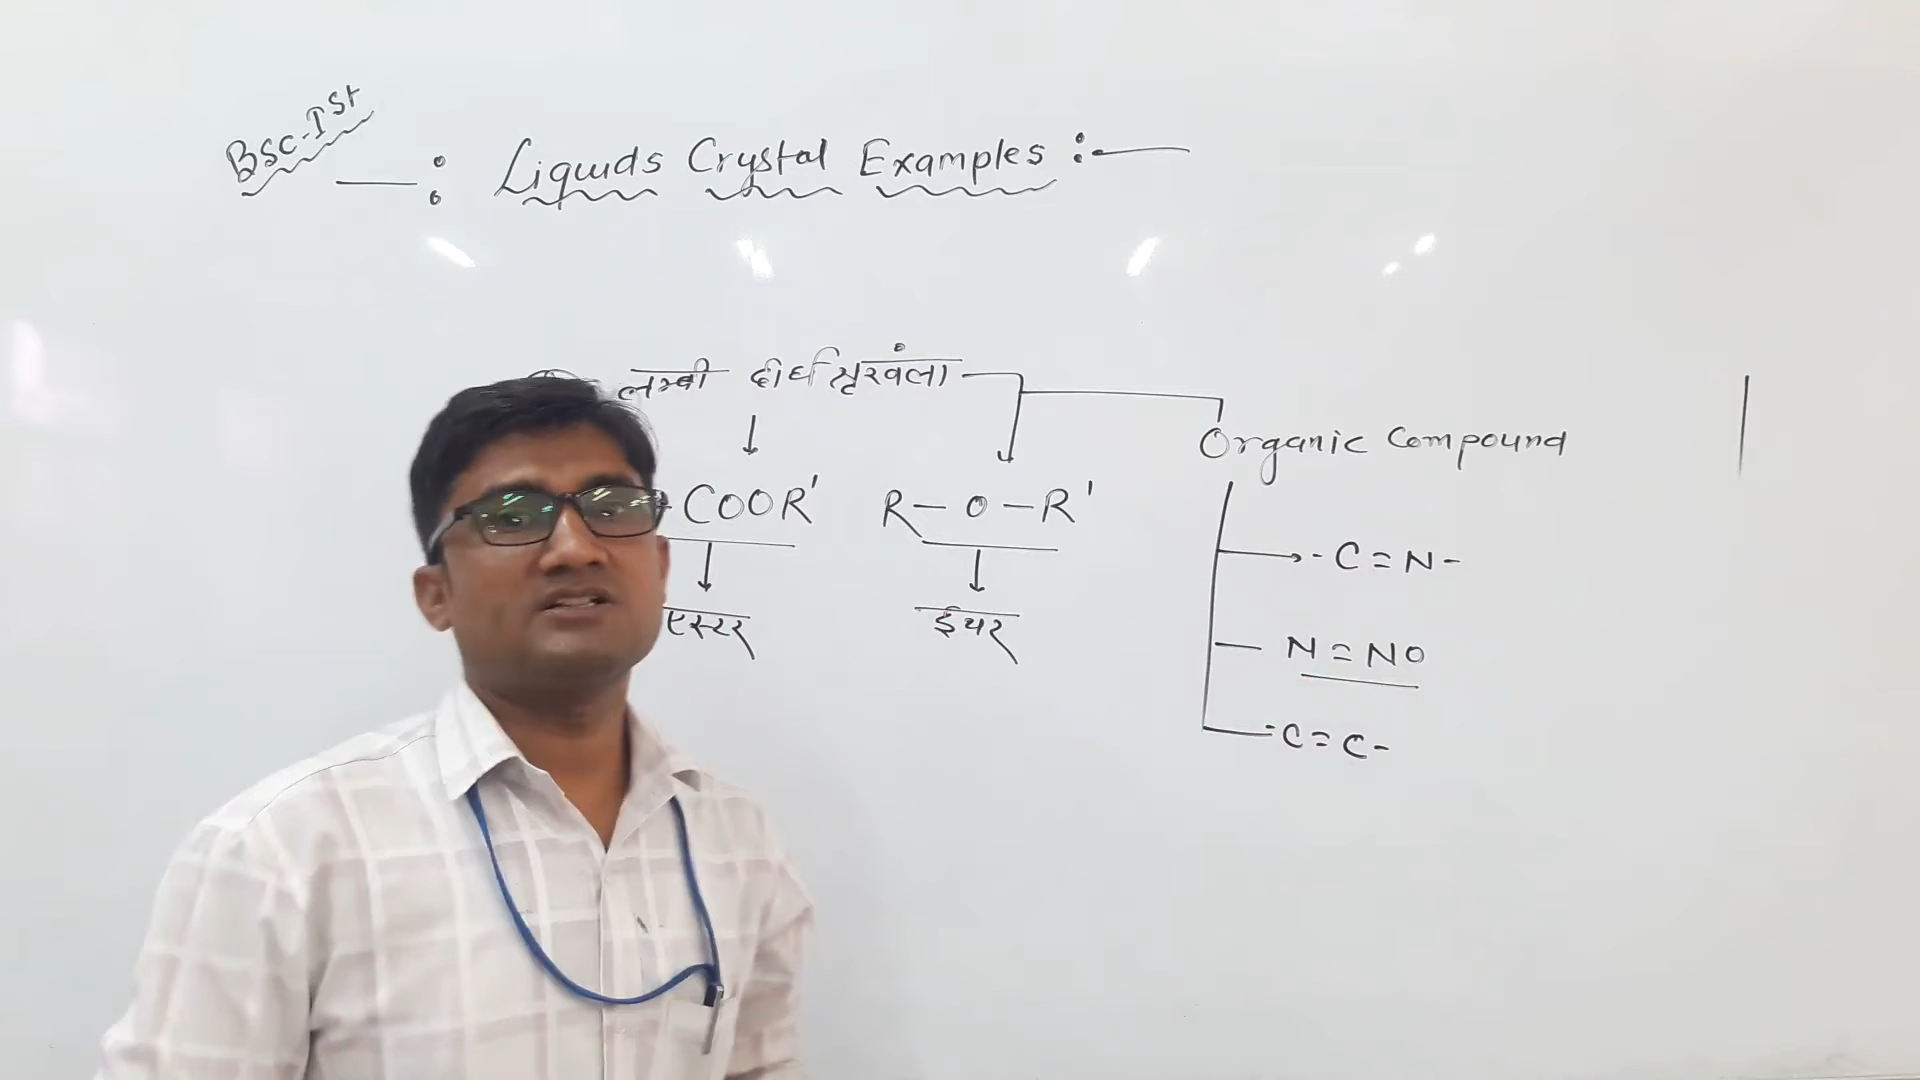 BSC-Ist
—: Liquids Crystal Examples :—
लम्बी दीर्घ श्रृंखला
Organic Compound
-COOR' R-O-R'
-C=N-
एस्टर ईथर
N=NO
-C=C-